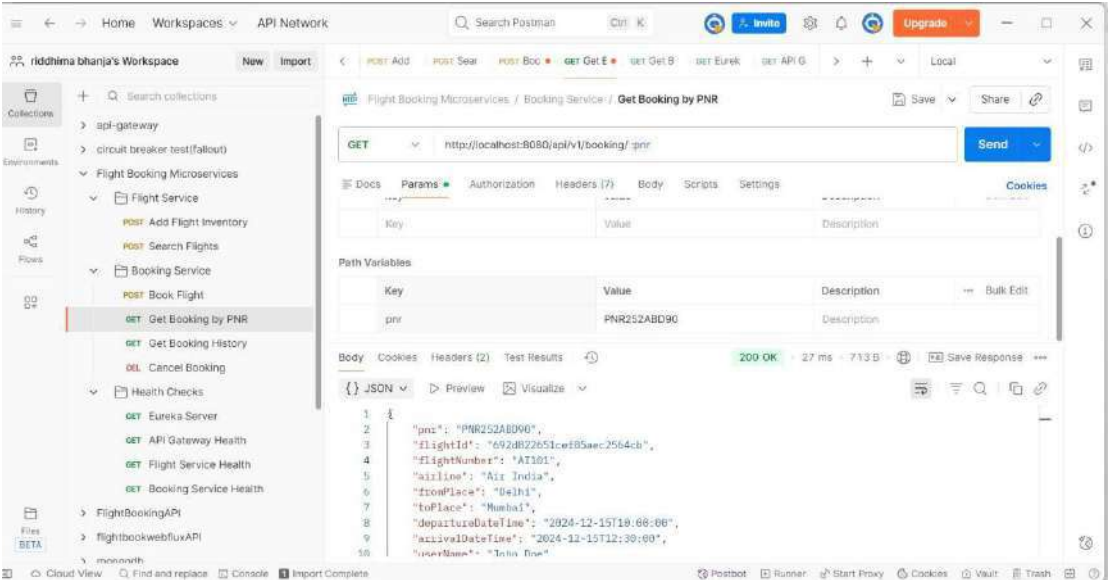 Home Workspaces API Network Search Postman Ctrl K Invite Upgrade
riddhima bhanja's Workspace New Import POST Add POST Sear POST Boo GET Get E GET Get B GET Eurek GET API G Local
Collections
Environments
History
Flows
Files
BETA
Search collections
api-gateway
circuit breaker test(fallout)
Flight Booking Microservices
Flight Service
POST Add Flight Inventory
POST Search Flights
Booking Service
POST Book Flight
GET Get Booking by PNR
GET Get Booking History
DEL Cancel Booking
Health Checks
GET Eureka Server
GET API Gateway Health
GET Flight Service Health
GET Booking Service Health
FlightBookingAPI
flightbookwebfluxAPI
HTTP Flight Booking Microservices / Booking Service / Get Booking by PNR Save Share
GET http://localhost:8080/api/v1/booking/:pnr Send
Docs Params Authorization Headers (7) Body Scripts Settings Cookies
Key Value Description
Path Variables
Key Value Description Bulk Edit
pnr PNR252ABD90 Description
Body Cookies Headers (2) Test Results 200 OK 27 ms 713 B Save Response
{} JSON Preview Visualize
1 {
2 "pnr": "PNR252ABD90",
3 "flightId": "692d822651cef85aec2564cb",
4 "flightNumber": "AI101",
5 "airline": "Air India",
6 "fromPlace": "Delhi",
7 "toPlace": "Mumbai",
8 "departureDateTime": "2024-12-15T10:00:00",
9 "arrivalDateTime": "2024-12-15T12:30:00",
10 "userName": "John Doe"
Cloud View Find and replace Console Import Complete Postbot Runner Start Proxy Cookies Vault Trash